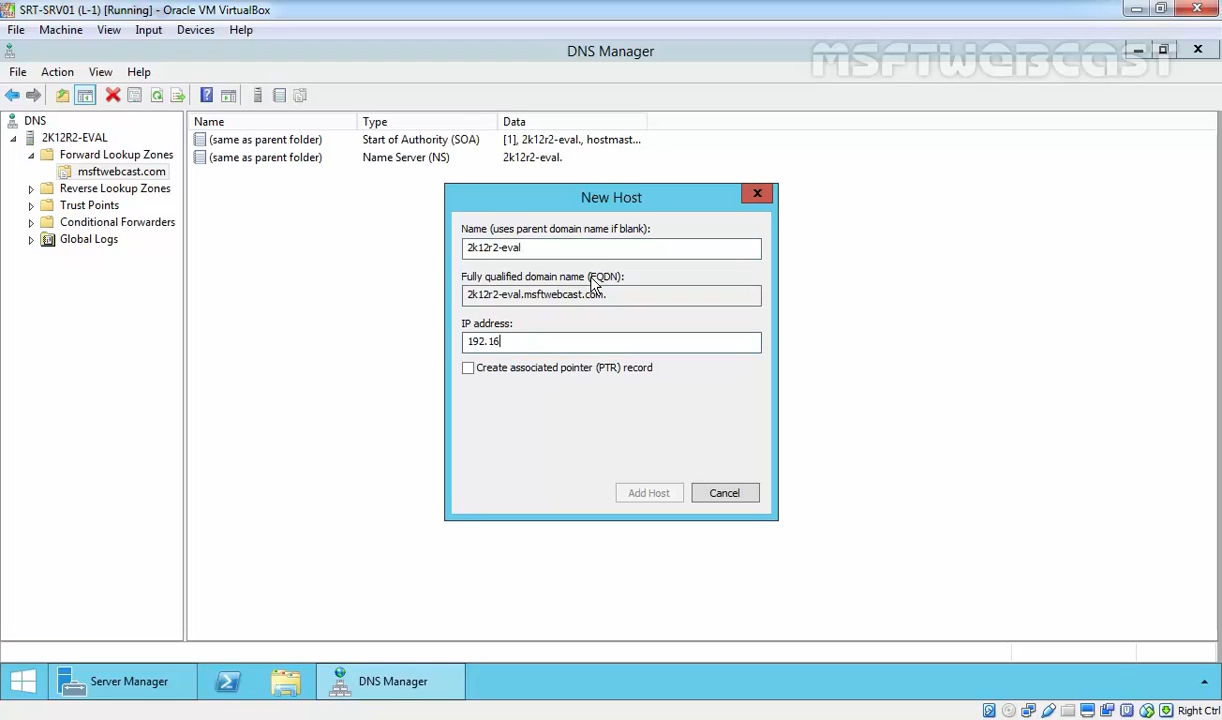 SRT-SRV01 (L-1) [Running] - Oracle VM VirtualBox
File Machine View Input Devices Help
DNS Manager
MSFTWEBCAST
File Action View Help
DNS
2K12R2-EVAL
Forward Lookup Zones
msftwebcast.com
Reverse Lookup Zones
Trust Points
Conditional Forwarders
Global Logs
Name Type Data
(same as parent folder) Start of Authority (SOA) [1], 2k12r2-eval., hostmast...
(same as parent folder) Name Server (NS) 2k12r2-eval.
New Host
Name (uses parent domain name if blank):
2k12r2-eval
Fully qualified domain name (FQDN):
2k12r2-eval.msftwebcast.com.
IP address:
192.16
Create associated pointer (PTR) record
Add Host Cancel
Server Manager DNS Manager
Right Ctrl